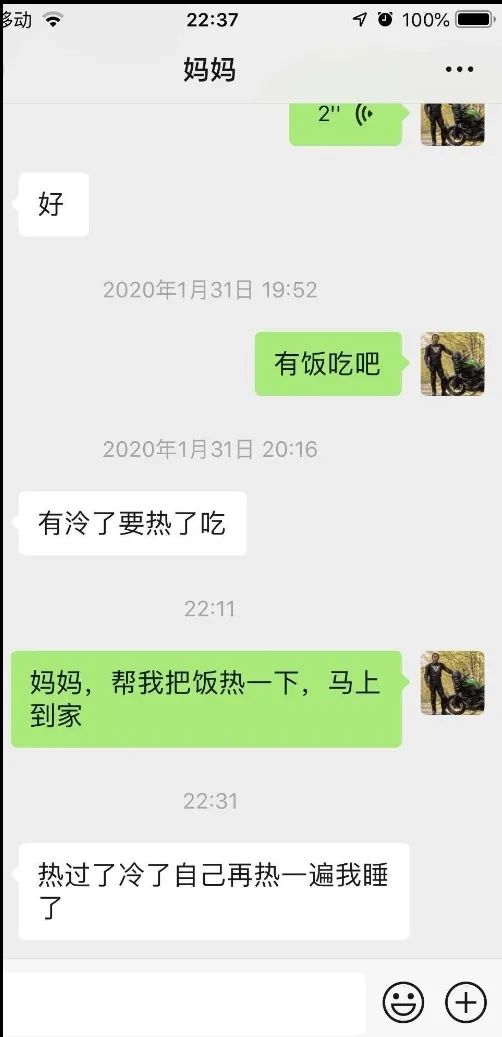 移动
22:37
100%
妈妈
2''
好
2020年1月31日 19:52
有饭吃吧
2020年1月31日 20:16
有泠了要热了吃
22:11
妈妈，帮我把饭热一下，马上
到家
22:31
热过了冷了自己再热一遍我睡
了